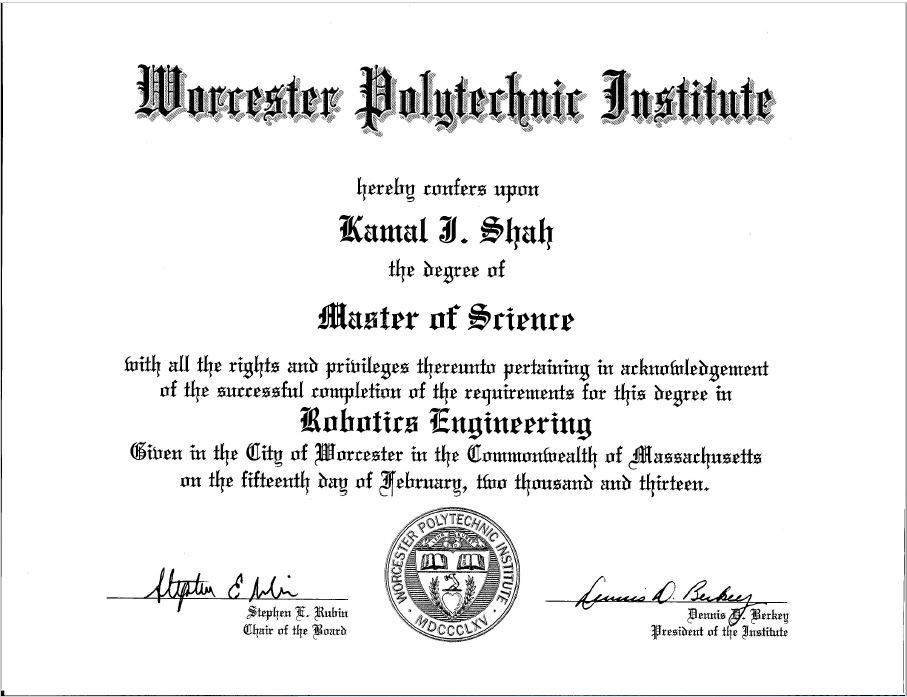 Worcester Polytechnic Institute
hereby confers upon
Kamal J. Shah
the degree of
Master of Science
with all the rights and privileges thereunto pertaining in acknowledgement
of the successful completion of the requirements for this degree in
Robotics Engineering
Given in the City of Worcester in the Commonwealth of Massachusetts
on the fifteenth day of February, two thousand and thirteen.
WORCESTER POLYTECHNIC INSTITUTE
MDCCCLXV
Stephen E Rubin
Stephen E. Rubin
Chair of the Board
Dennis D. Berkey
Dennis D. Berkey
President of the Institute